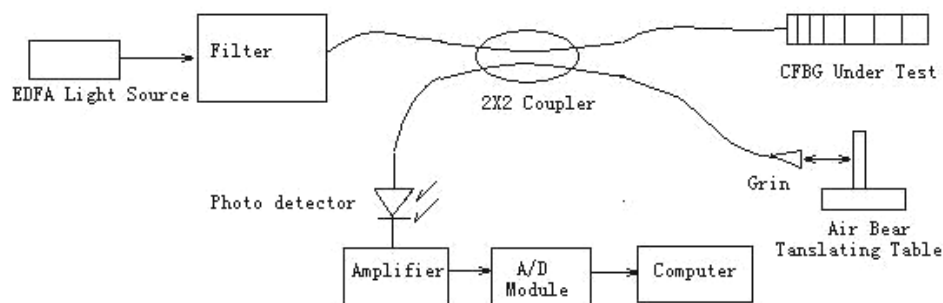 Filter
EDFA Light Source
2X2 Coupler
CFBG Under Test
Grin
Photo detector
Air Bear
Tanslating Table
Amplifier
A/D
Module
Computer